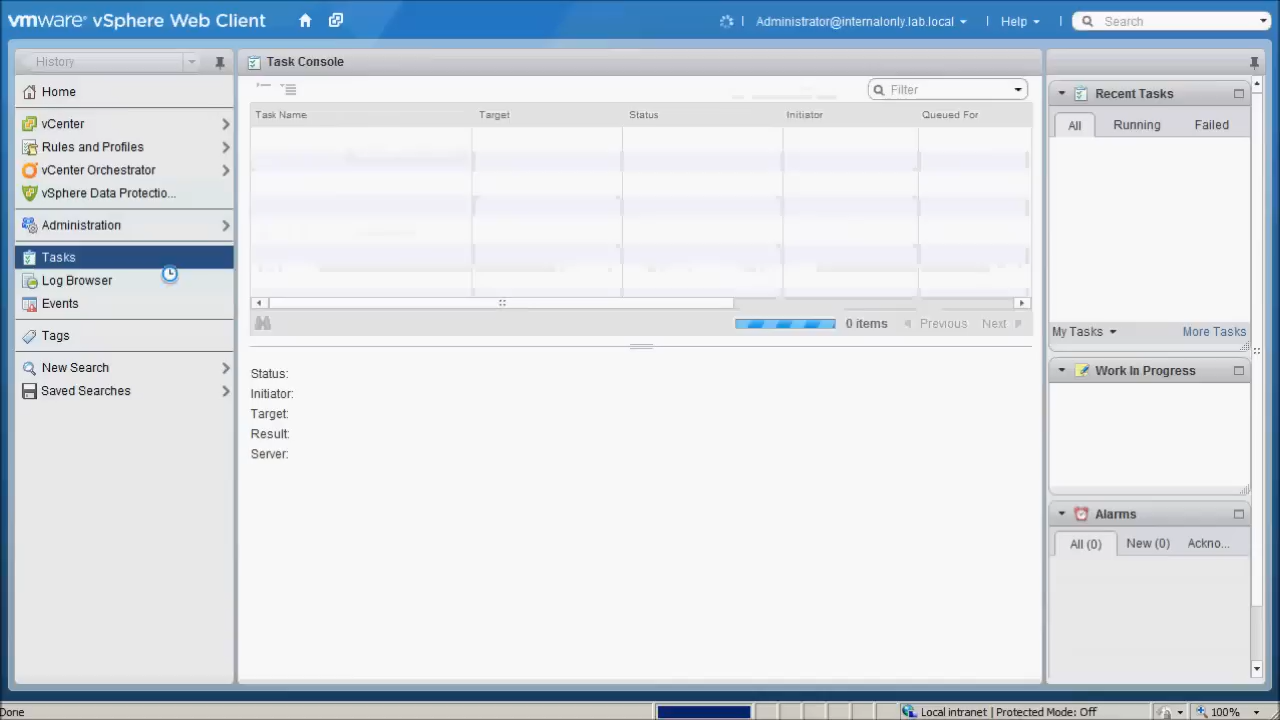 vmware® vSphere Web Client
Administrator@internalonly.lab.local
Help
Search
History
Home
vCenter
Rules and Profiles
vCenter Orchestrator
vSphere Data Protectio...
Administration
Tasks
Log Browser
Events
Tags
New Search
Saved Searches
Task Console
Filter
Task Name Target Status Initiator Queued For
0 items Previous Next
Status:
Initiator:
Target:
Result:
Server:
Recent Tasks
All Running Failed
My Tasks More Tasks
Work In Progress
Alarms
All (0) New (0) Ackno...
Done
Local intranet | Protected Mode: Off
100%